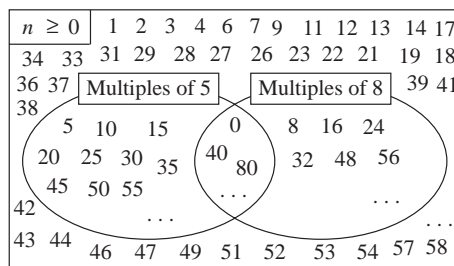 n ≥ 0 1 2 3 4 6 7 9 11 12 13 14 17
34 33 31 29 28 27 26 23 22 21 19 18
36 37 Multiples of 5 Multiples of 8 39 41
38
5 10 15 0 8 16 24
20 25 30 35 40 80 32 48 56
45 50 55 . . . . . .
42 . . . . . .
43 44 46 47 49 51 52 53 54 57 58